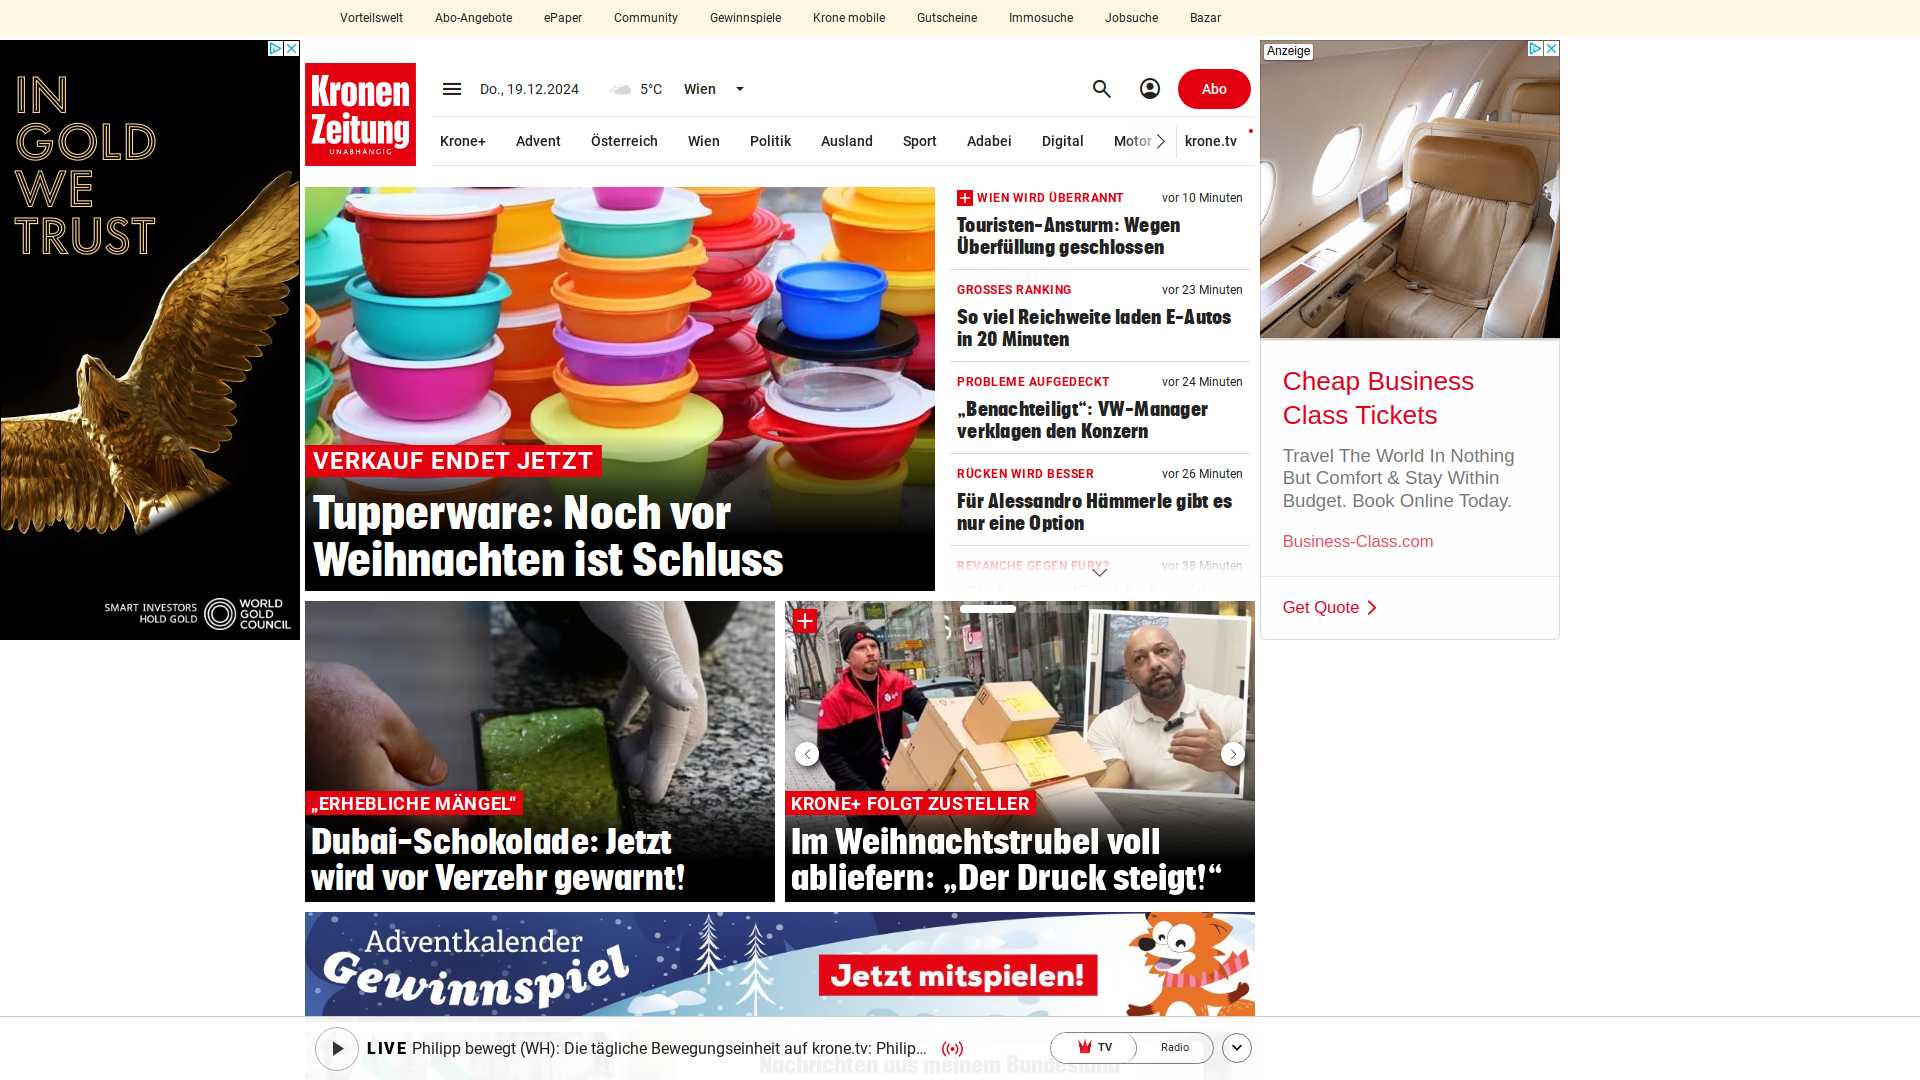 Vorteilswelt Abo-Angebote ePaper Community Gewinnspiele Krone mobile Gutscheine Immosuche Jobsuche Bazar
IN
GOLD
WE
TRUST
SMART INVESTORS
HOLD GOLD
WORLD
GOLD
COUNCIL
Kronen
Zeitung
UNABHÄNGIG
Do., 19.12.2024 5°C Wien
Abo
Krone+ Advent Österreich Wien Politik Ausland Sport Adabei Digital Motor krone.tv
VERKAUF ENDET JETZT
Tupperware: Noch vor
Weihnachten ist Schluss
WIEN WIRD ÜBERRANNT vor 10 Minuten
Touristen-Ansturm: Wegen
Überfüllung geschlossen
GROSSES RANKING vor 23 Minuten
So viel Reichweite laden E-Autos
in 20 Minuten
PROBLEME AUFGEDECKT vor 24 Minuten
„Benachteiligt“: VW-Manager
verklagen den Konzern
RÜCKEN WIRD BESSER vor 26 Minuten
Für Alessandro Hämmerle gibt es
nur eine Option
REVANCHE GEGEN FURY? vor 38 Minuten
Anzeige
Cheap Business
Class Tickets
Travel The World In Nothing
But Comfort & Stay Within
Budget. Book Online Today.
Business-Class.com
Get Quote
„ERHEBLICHE MÄNGEL“
Dubai-Schokolade: Jetzt
wird vor Verzehr gewarnt!
KRONE+ FOLGT ZUSTELLER
Im Weihnachtstrubel voll
abliefern: „Der Druck steigt!“
Adventkalender
Gewinnspiel
Jetzt mitspielen!
LIVE Philipp bewegt (WH): Die tägliche Bewegungseinheit auf krone.tv: Philip...
TV Radio
Nachrichten aus meinem Bundesland